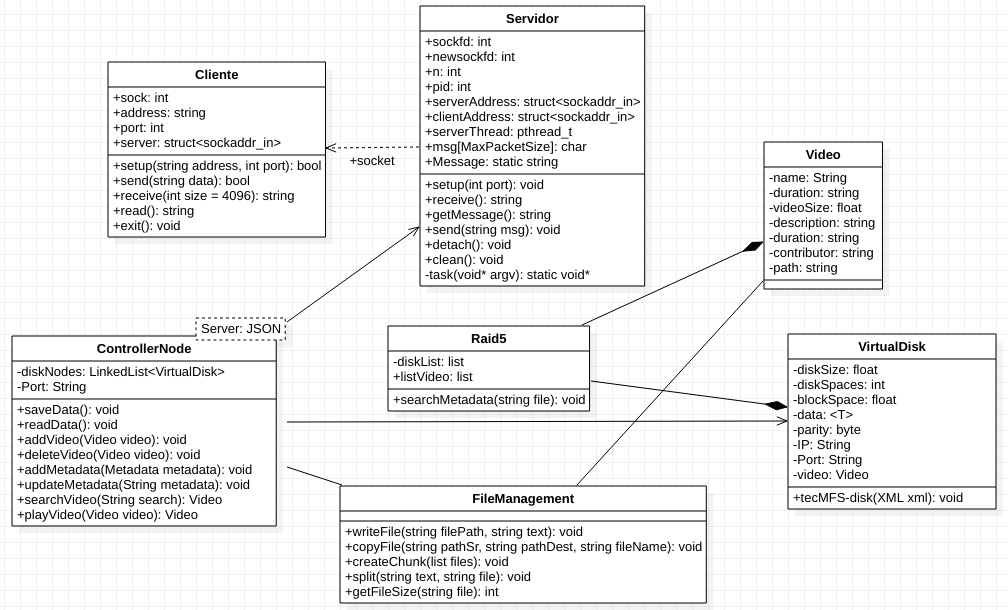 Servidor
+sockfd: int
+newsockfd: int
+n: int
+pid: int
+serverAddress: struct<sockaddr_in>
+clientAddress: struct<sockaddr_in>
+serverThread: pthread_t
+msg[MaxPacketSize]: char
+Message: static string
+setup(int port): void
+receive(): string
+getMessage(): string
+send(string msg): void
+detach(): void
+clean(): void
-task(void* argv): static void*
Cliente
+sock: int
+address: string
+port: int
+server: struct<sockaddr_in>
+setup(string address, int port): bool
+send(string data): bool
+receive(int size = 4096): string
+read(): string
+exit(): void
+socket
Video
-name: String
-duration: string
-videoSize: float
-description: string
-duration: string
-contributor: string
-path: string
Server: JSON
ControllerNode
-diskNodes: LinkedList<VirtualDisk>
-Port: String
+saveData(): void
+readData(): void
+addVideo(Video video): void
+deleteVideo(Video video): void
+addMetadata(Metadata metadata): void
+updateMetadata(String metadata): void
+searchVideo(String search): Video
+playVideo(Video video): Video
Raid5
-diskList: list
+listVideo: list
+searchMetadata(string file): void
VirtualDisk
-diskSize: float
-diskSpaces: int
-blockSpace: float
-data: <T>
-parity: byte
-IP: String
-Port: String
-video: Video
+tecMFS-disk(XML xml): void
FileManagement
+writeFile(string filePath, string text): void
+copyFile(string pathSr, string pathDest, string fileName): void
+createChunk(list files): void
+split(string text, string file): void
+getFileSize(string file): int